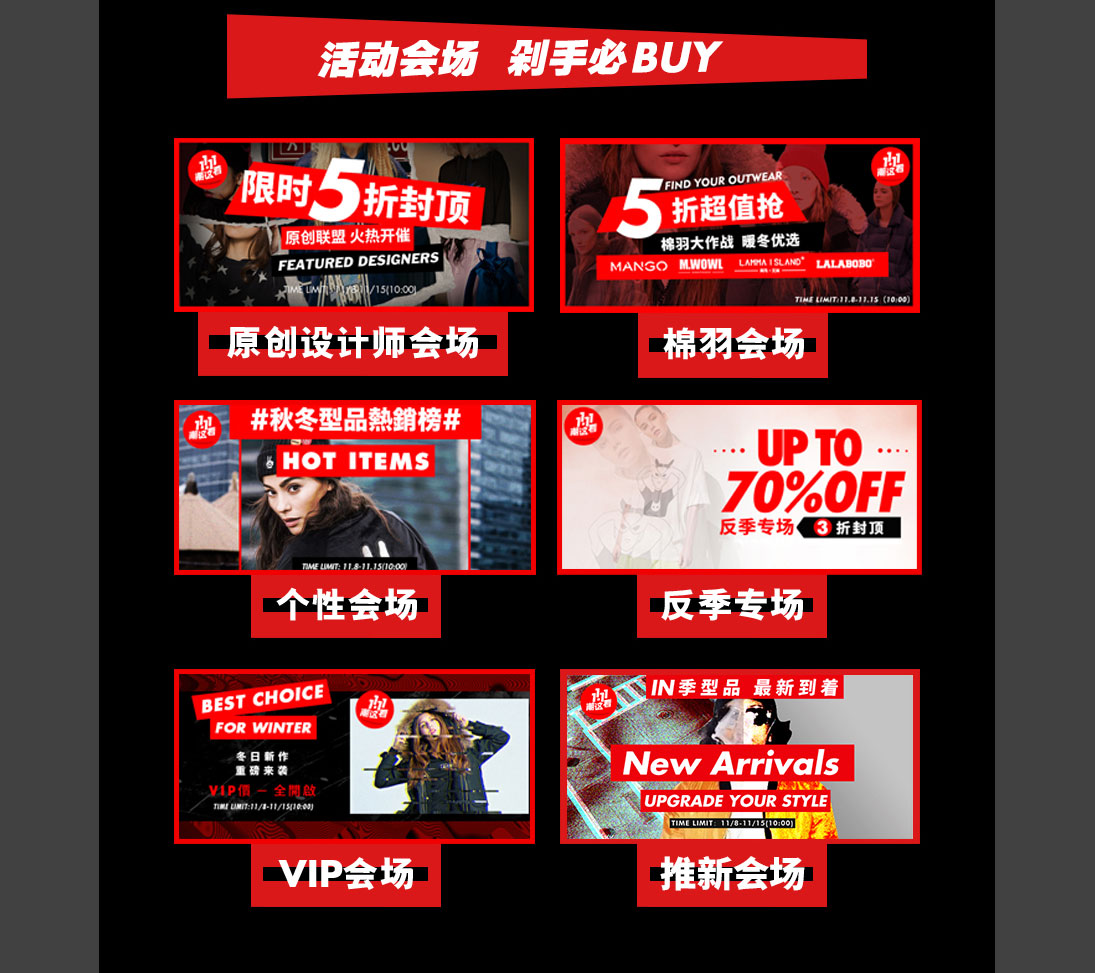 活动会场 剁手必BUY
11.11
潮这看
限时5折封顶
原创联盟 火热开催
FEATURED DESIGNERS
TIME LIMIT: 11/8-11/15(10:00)
原创设计师会场
11.11
潮这看
FIND YOUR OUTWEAR
5折超值抢
棉羽大作战 暖冬优选
MANGO M.WOWL LAMMA ISLAND LALABOBO
TIME LIMIT:11.8-11.15 (10:00)
棉羽会场
11.11
潮这看
#秋冬型品熱銷榜#
HOT ITEMS
TIME LIMIT: 11.8-11.15(10:00)
个性会场
11.11
潮这看
UP TO
70%OFF
反季专场 3 折封顶
反季专场
BEST CHOICE
FOR WINTER
11.11
潮这看
冬日新作
重磅来袭
VIP價 — 全開啟
TIME LIMIT:11/8-11/15(10:00)
VIP会场
11.11
潮这看
IN季型品 最新到着
New Arrivals
UPGRADE YOUR STYLE
TIME LIMIT: 11/8-11/15(10:00)
推新会场